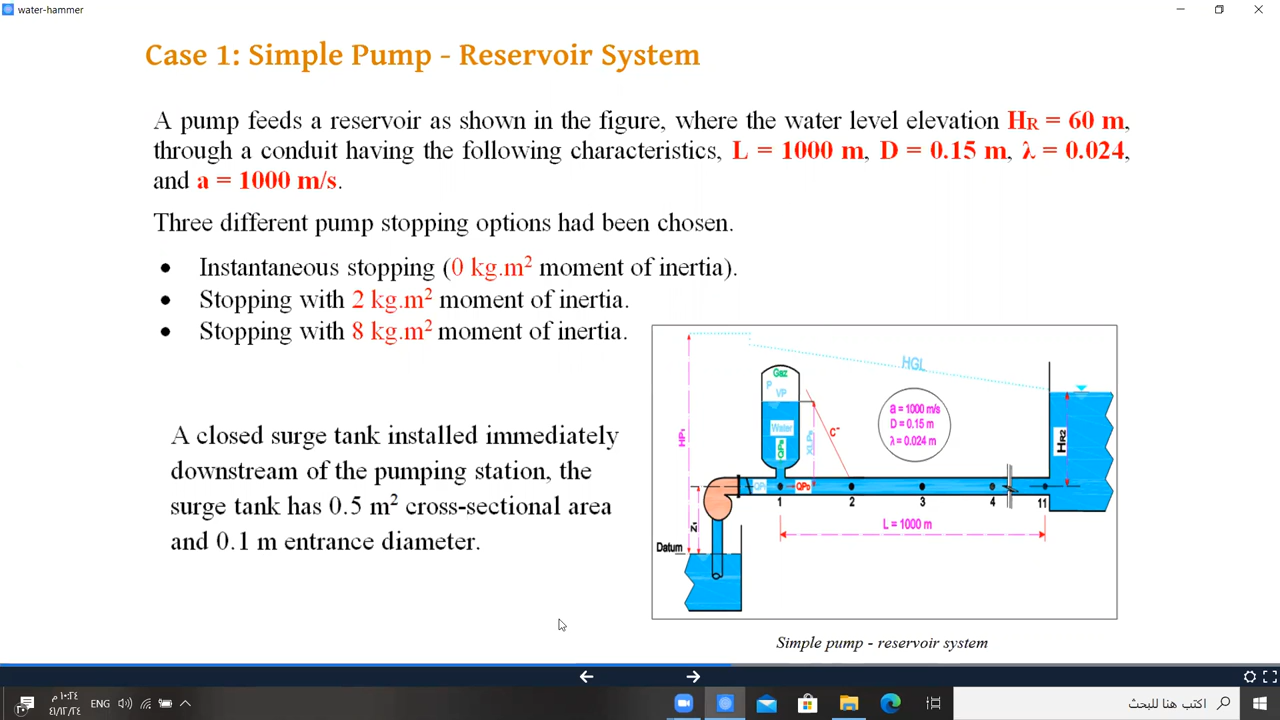 water-hammer
Case 1: Simple Pump - Reservoir System
A pump feeds a reservoir as shown in the figure, where the water level elevation HR = 60 m,
through a conduit having the following characteristics, L = 1000 m, D = 0.15 m, λ = 0.024,
and a = 1000 m/s.
Three different pump stopping options had been chosen.
• Instantaneous stopping (0 kg.m² moment of inertia).
• Stopping with 2 kg.m² moment of inertia.
• Stopping with 8 kg.m² moment of inertia.
A closed surge tank installed immediately
downstream of the pumping station, the
surge tank has 0.5 m² cross-sectional area
and 0.1 m entrance diameter.
HGL
Gaz
P
VP
Water
C⁻
a = 1000 m/s
D = 0.15 m
λ = 0.024 m
HP₁
HR2
QP
QPD
1
2
3
4
11
Z₁
L = 1000 m
Datum
Simple pump - reservoir system
ENG
اكتب هنا للبحث